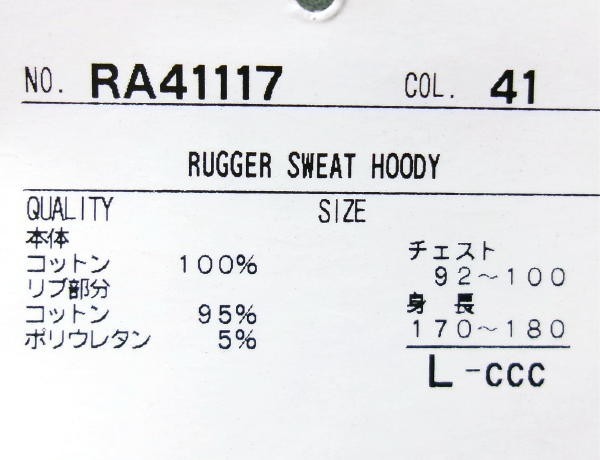 NO. RA41117 COL. 41
RUGGER SWEAT HOODY
QUALITY SIZE
本体
コットン 100%
リブ部分
コットン 95%
ポリウレタン 5%
チェスト
92～100
身長
170～180
L-CCC